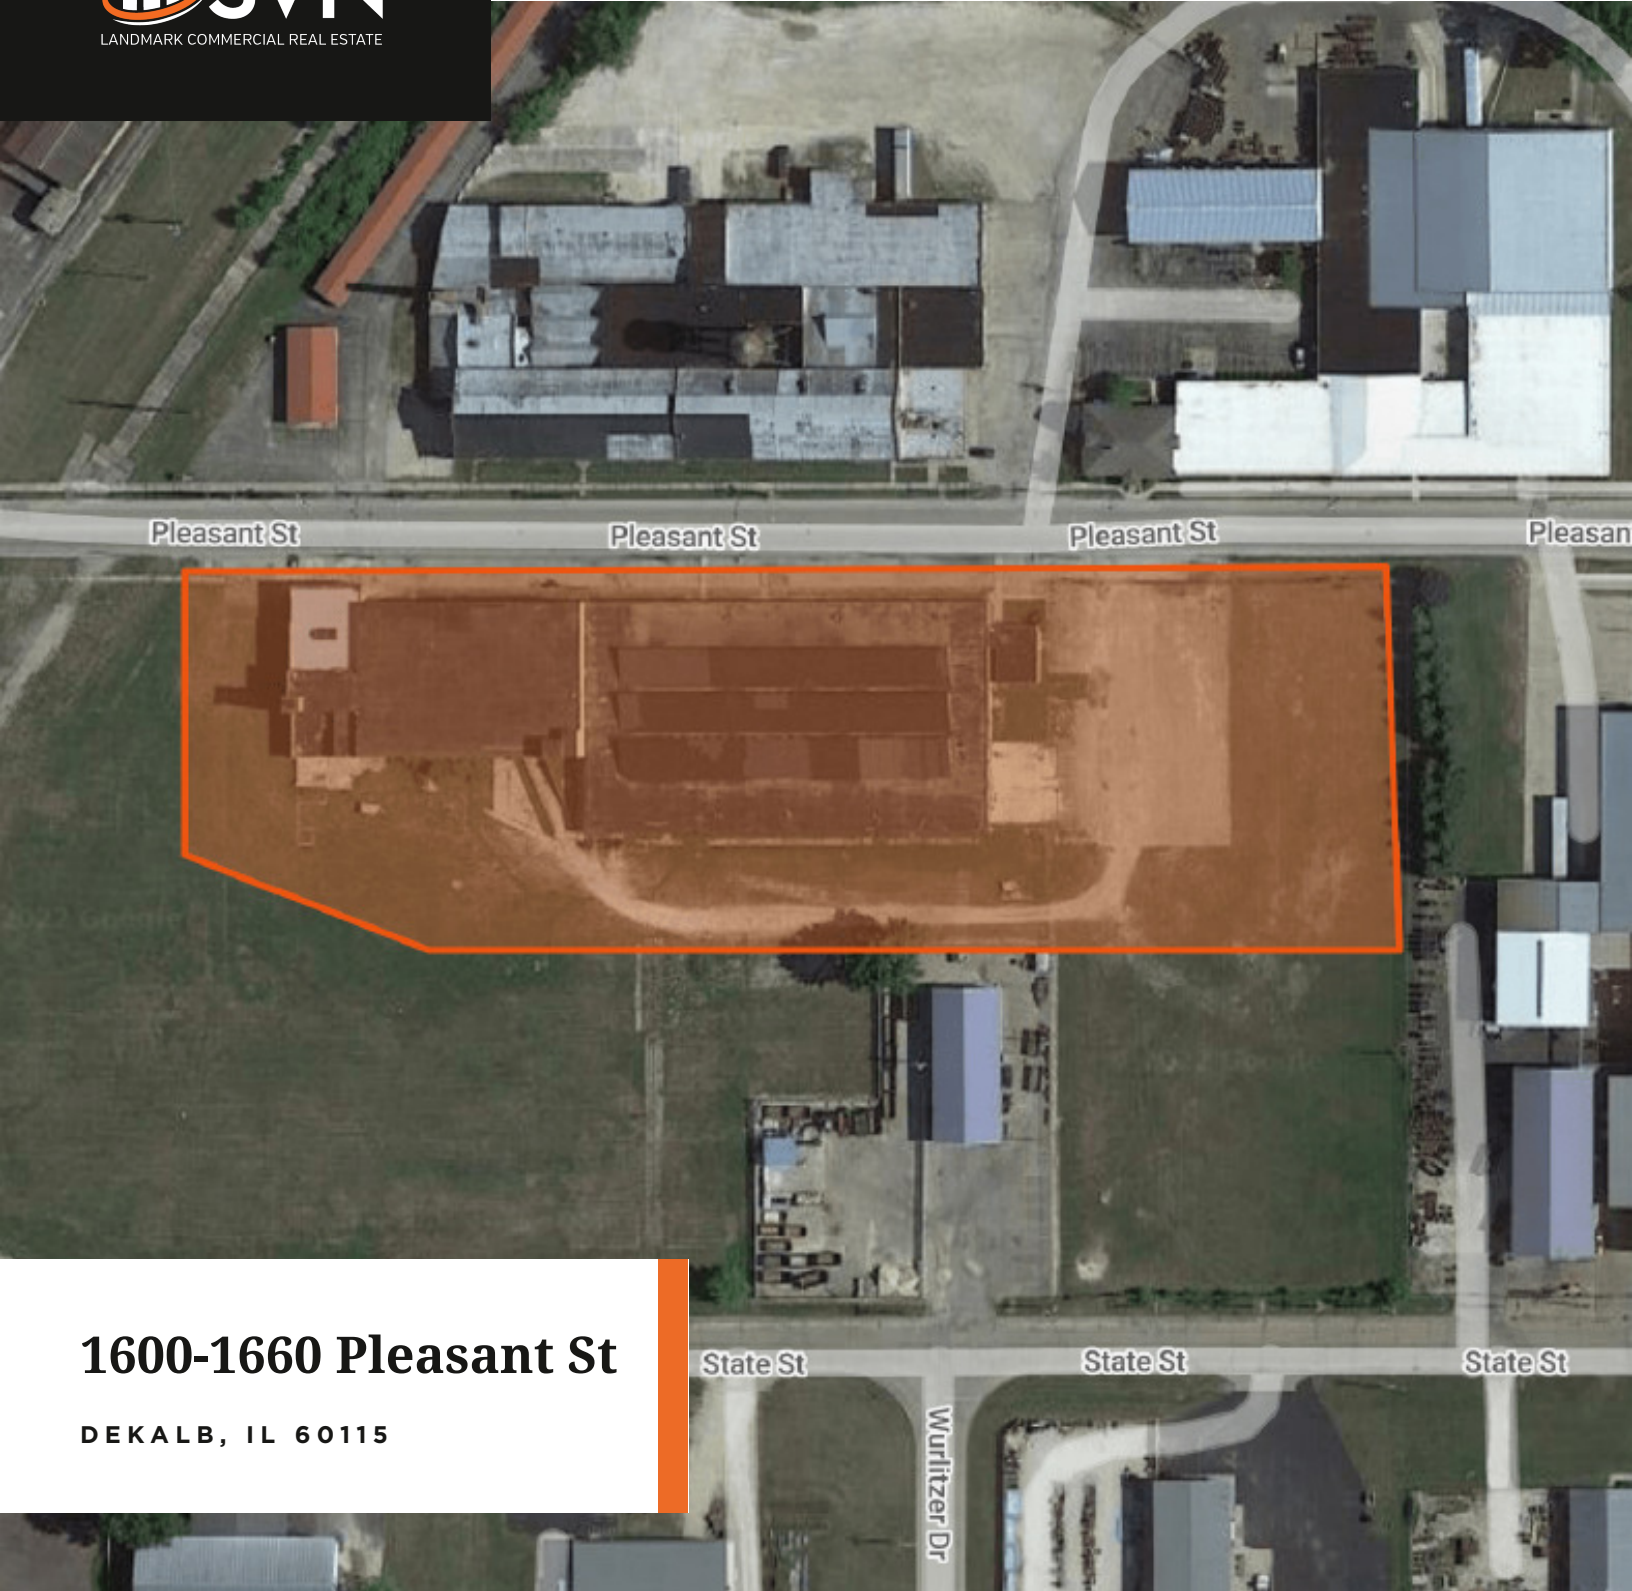 SVN
LANDMARK COMMERCIAL REAL ESTATE
Pleasant St
Pleasant St
Pleasant St
Pleasan
1600-1660 Pleasant St
DEKALB, IL 60115
State St
State St
State St
Wurlitzer Dr